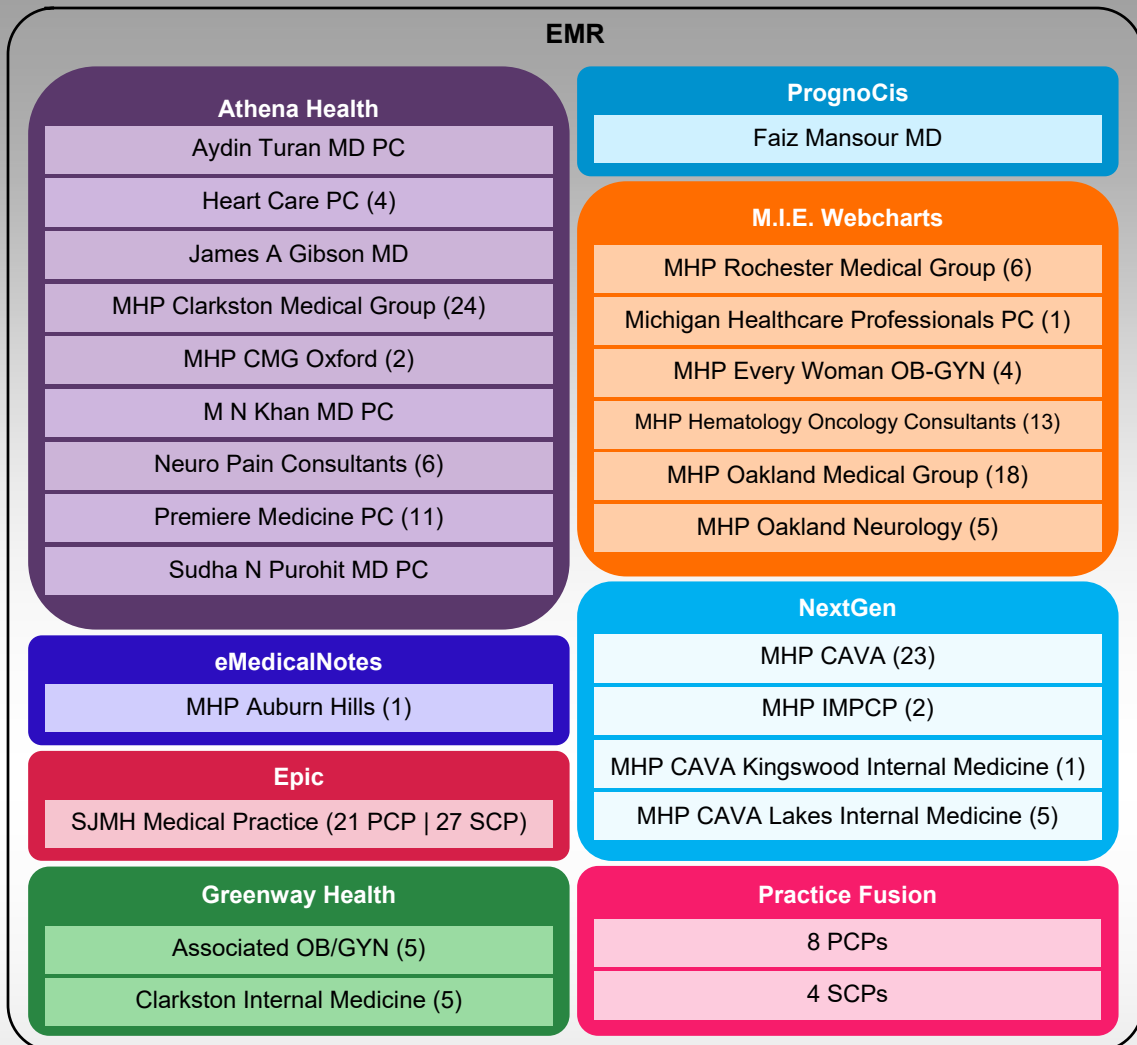 EMR
Athena Health
Aydin Turan MD PC
Heart Care PC (4)
James A Gibson MD
MHP Clarkston Medical Group (24)
MHP CMG Oxford (2)
M N Khan MD PC
Neuro Pain Consultants (6)
Premiere Medicine PC (11)
Sudha N Purohit MD PC
eMedicalNotes
MHP Auburn Hills (1)
Epic
SJMH Medical Practice (21 PCP | 27 SCP)
Greenway Health
Associated OB/GYN (5)
Clarkston Internal Medicine (5)
PrognoCis
Faiz Mansour MD
M.I.E. Webcharts
MHP Rochester Medical Group (6)
Michigan Healthcare Professionals PC (1)
MHP Every Woman OB-GYN (4)
MHP Hematology Oncology Consultants (13)
MHP Oakland Medical Group (18)
MHP Oakland Neurology (5)
NextGen
MHP CAVA (23)
MHP IMPCP (2)
MHP CAVA Kingswood Internal Medicine (1)
MHP CAVA Lakes Internal Medicine (5)
Practice Fusion
8 PCPs
4 SCPs